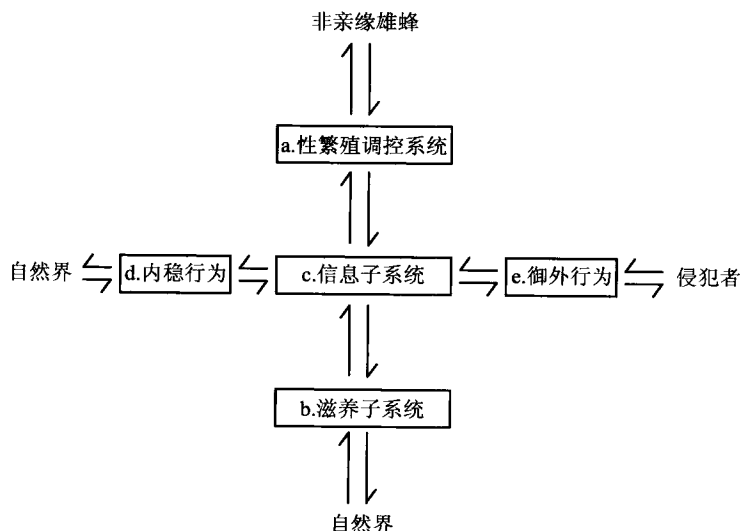 非亲缘雄蜂
a.性繁殖调控系统
自然界 d.内稳行为 c.信息子系统 e.御外行为 侵犯者
b.滋养子系统
自然界